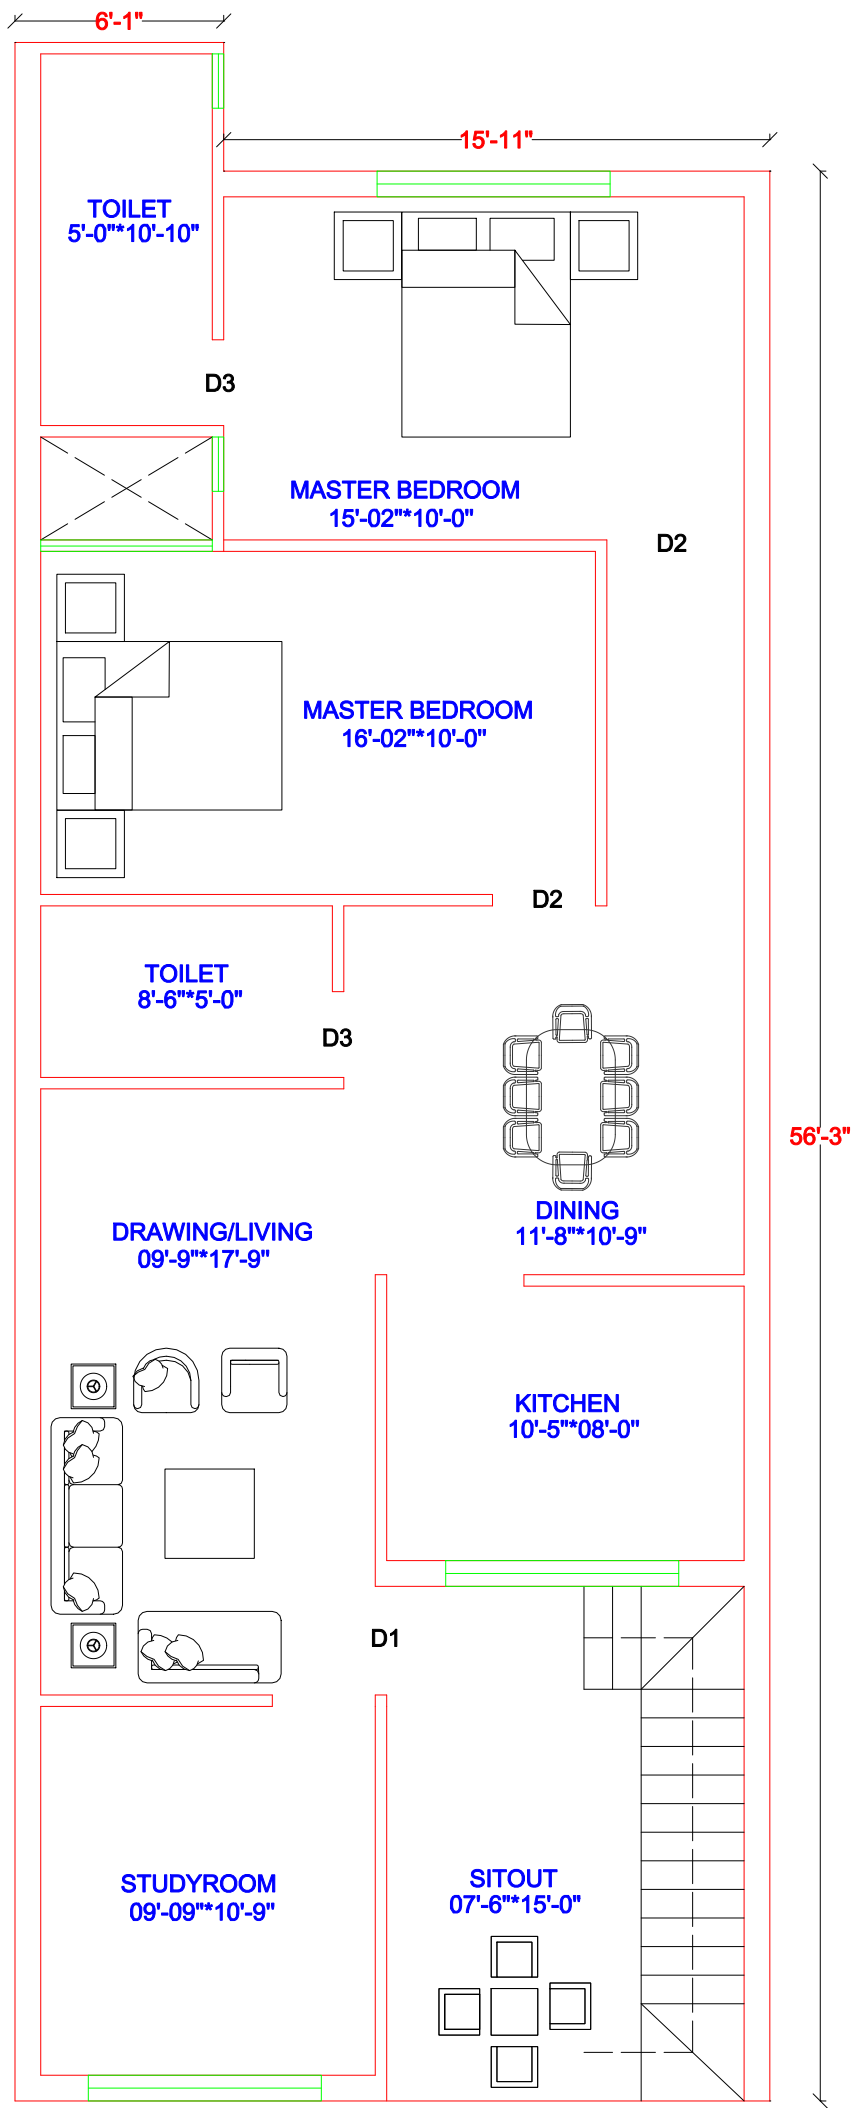 6'-1"
15'-11"
TOILET
5'-0"*10'-10"
D3
MASTER BEDROOM
15'-02"*10'-0"
D2
MASTER BEDROOM
16'-02"*10'-0"
D2
TOILET
8'-6"*5'-0"
D3
56'-3"
DINING
11'-8"*10'-9"
DRAWING/LIVING
09'-9"*17'-9"
KITCHEN
10'-5"*08'-0"
D1
SITOUT
07'-6"*15'-0"
STUDYROOM
09'-09"*10'-9"